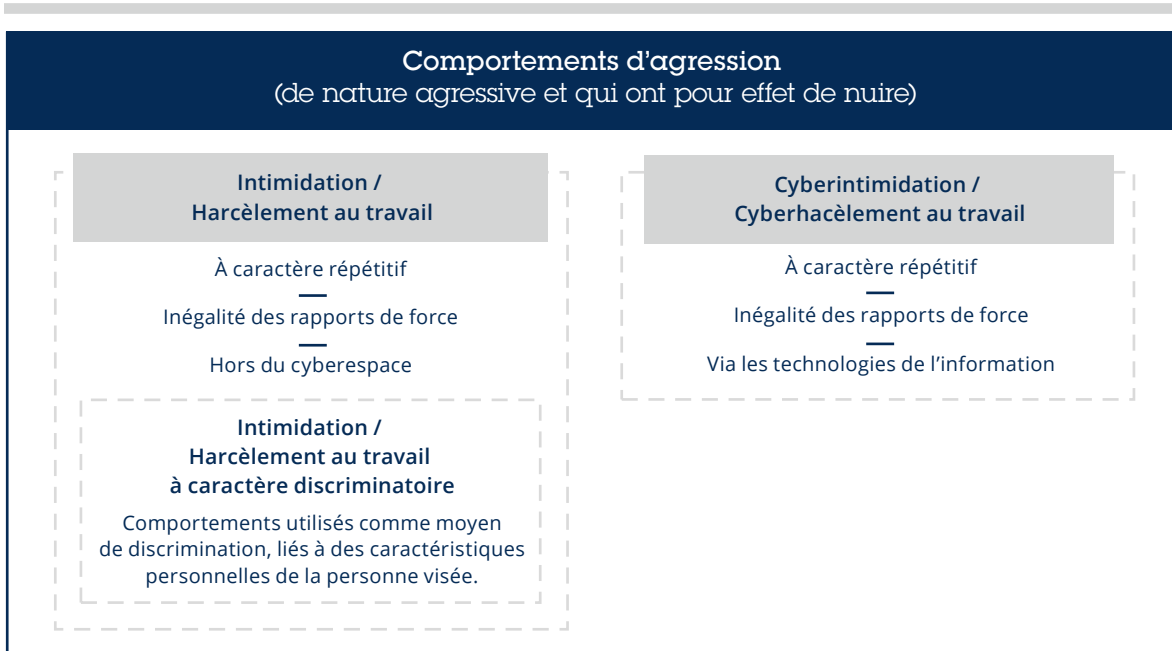 Comportements d'agression
(de nature agressive et qui ont pour effet de nuire)
Intimidation /
Harcèlement au travail
À caractère répétitif
Inégalité des rapports de force
Hors du cyberespace
Intimidation /
Harcèlement au travail
à caractère discriminatoire
Comportements utilisés comme moyen
de discrimination, liés à des caractéristiques
personnelles de la personne visée.
Cyberintimidation /
Cyberhacèlement au travail
À caractère répétitif
Inégalité des rapports de force
Via les technologies de l'information